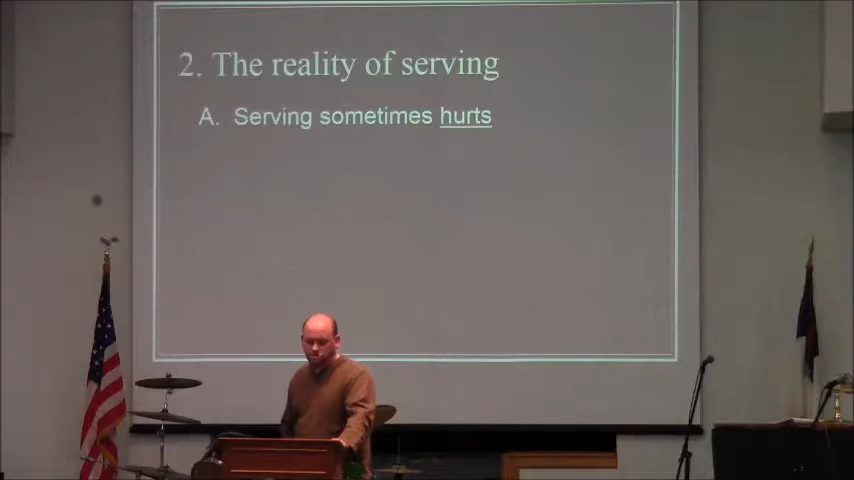 2. The reality of serving
A. Serving sometimes hurts